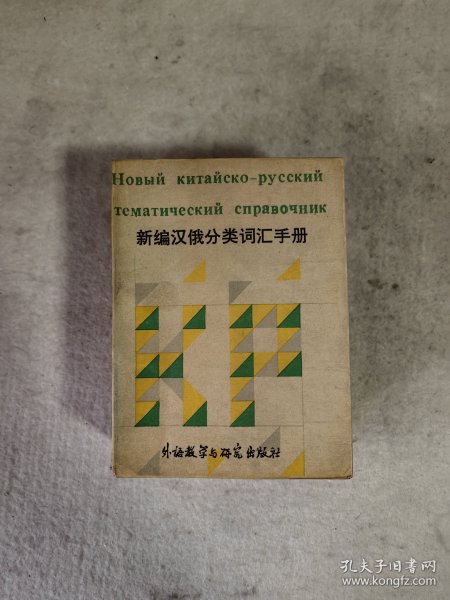 Новый китайско-русский
тематический справочник
新编汉俄分类词汇手册
КР
外语教学与研究出版社
孔夫子旧书网
www.kongfz.com